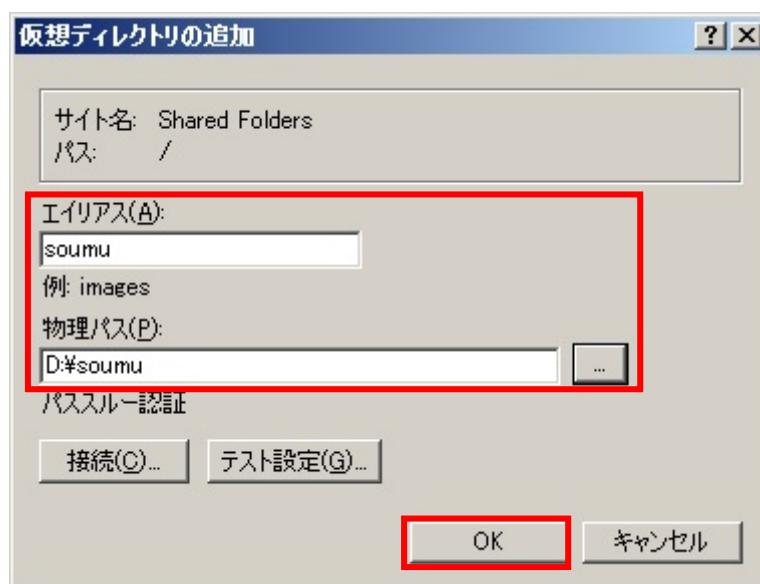 仮想ディレクトリの追加
サイト名: Shared Folders
パス: /
エイリアス(A):
soumu
例: images
物理パス(P):
D:¥soumu
...
パススルー認証
接続(C)... テスト設定(G)...
OK キャンセル